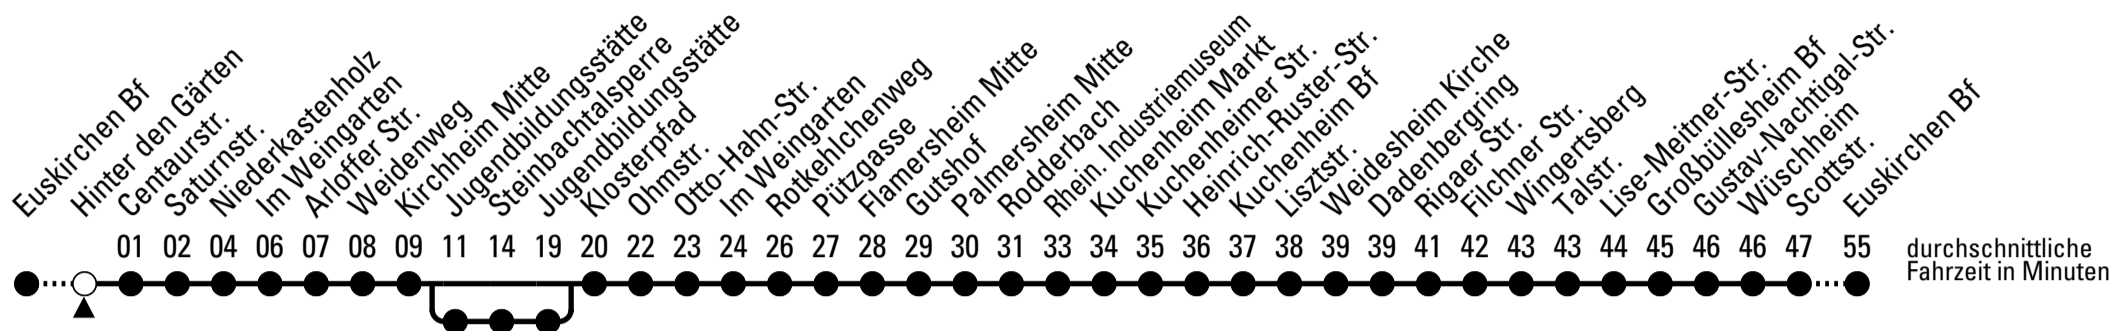 Euskirchen Bf
Hinter den Gärten
Centaurstr.
Saturnstr.
Niederkastenholz
Im Weingarten
Arloffer Str.
Weidenweg
Kirchheim Mitte
Jugendbildungsstätte
Steinbachtalsperre
Jugendbildungsstätte
Klosterpfad
Ohmstr.
Otto-Hahn-Str.
Im Weingarten
Rotkehlchenweg
Pützgasse
Flamersheim Mitte
Gutshof
Palmersheim Mitte
Rodderbach
Rhein. Industriemuseum
Kuchenheim Markt
Kuchenheimer Str.
Heinrich-Ruster-Str.
Kuchenheim Bf
Lisztstr.
Weidesheim Kirche
Dadenbergring
Rigaer Str.
Filchner Str.
Wingertsberg
Talstr.
Lise-Meitner-Str.
Großbüllesheim Bf
Gustav-Nachtigal-Str.
Wüschheim
Scottstr.
Euskirchen Bf
01 02 04 06 07 08 09 11 14 19 20 22 23 24 26 27 28 29 30 31 33 34 35 36 37 38 39 39 41 42 43 43 44 45 46 46 47 55
durchschnittliche
Fahrzeit in Minuten